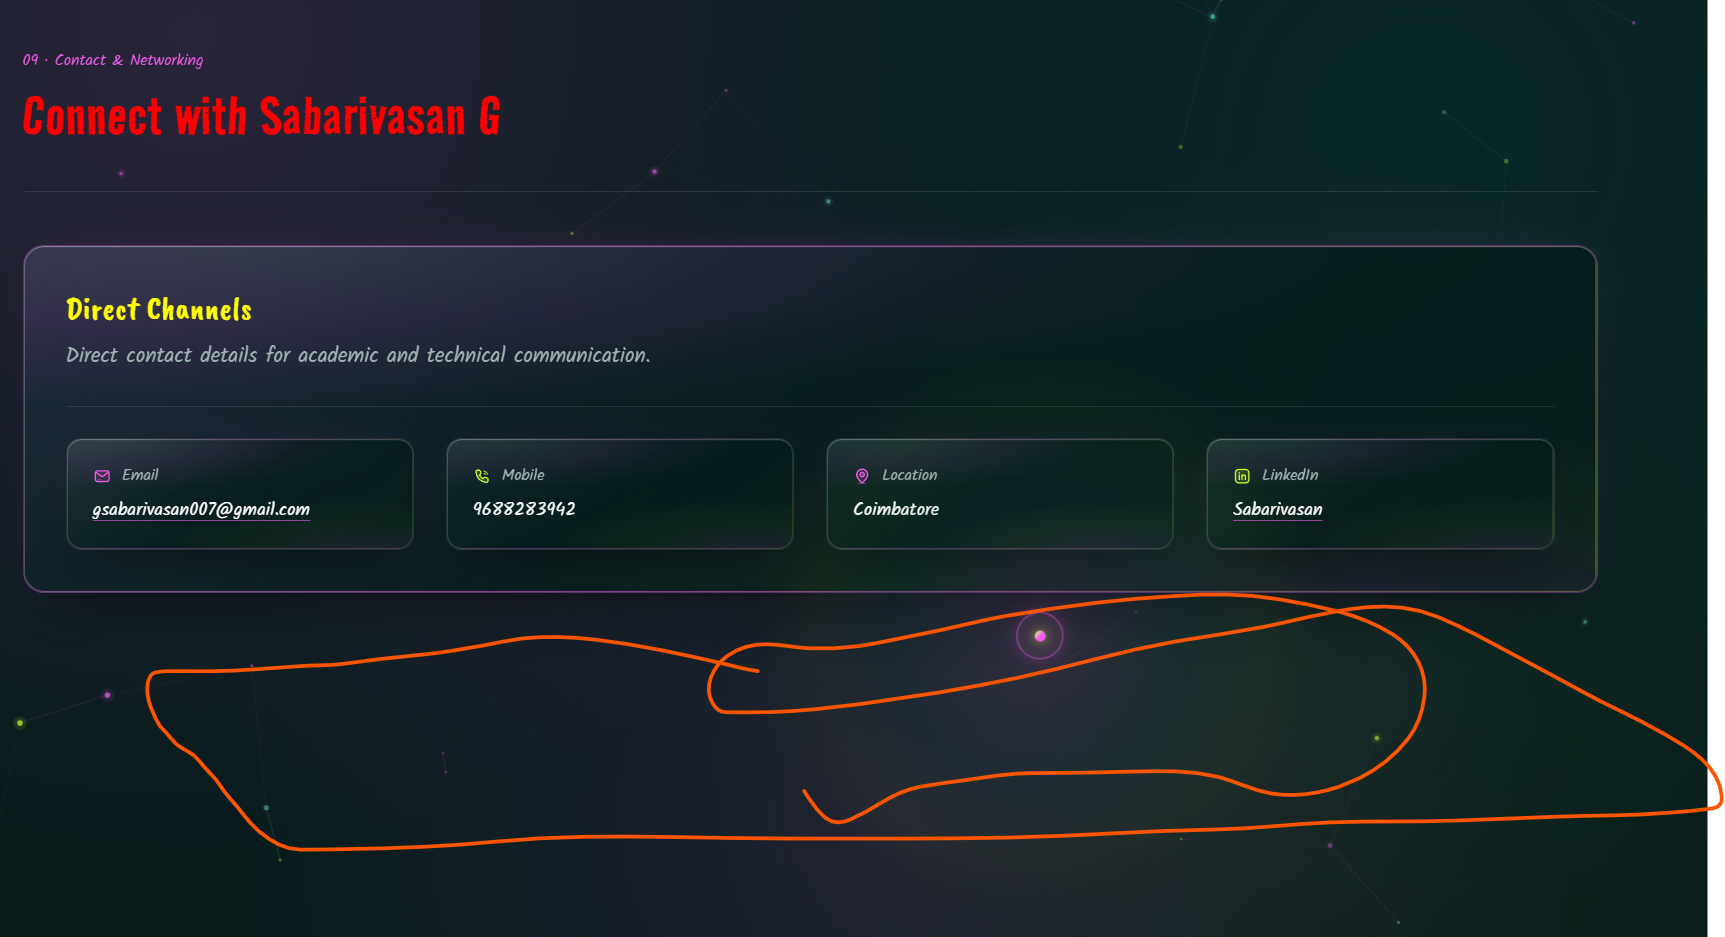 09 · Contact & Networking
Connect with Sabarivasan G
Direct Channels
Direct contact details for academic and technical communication.
Email
gsabarivasan007@gmail.com
Mobile
9688283942
Location
Coimbatore
LinkedIn
Sabarivasan